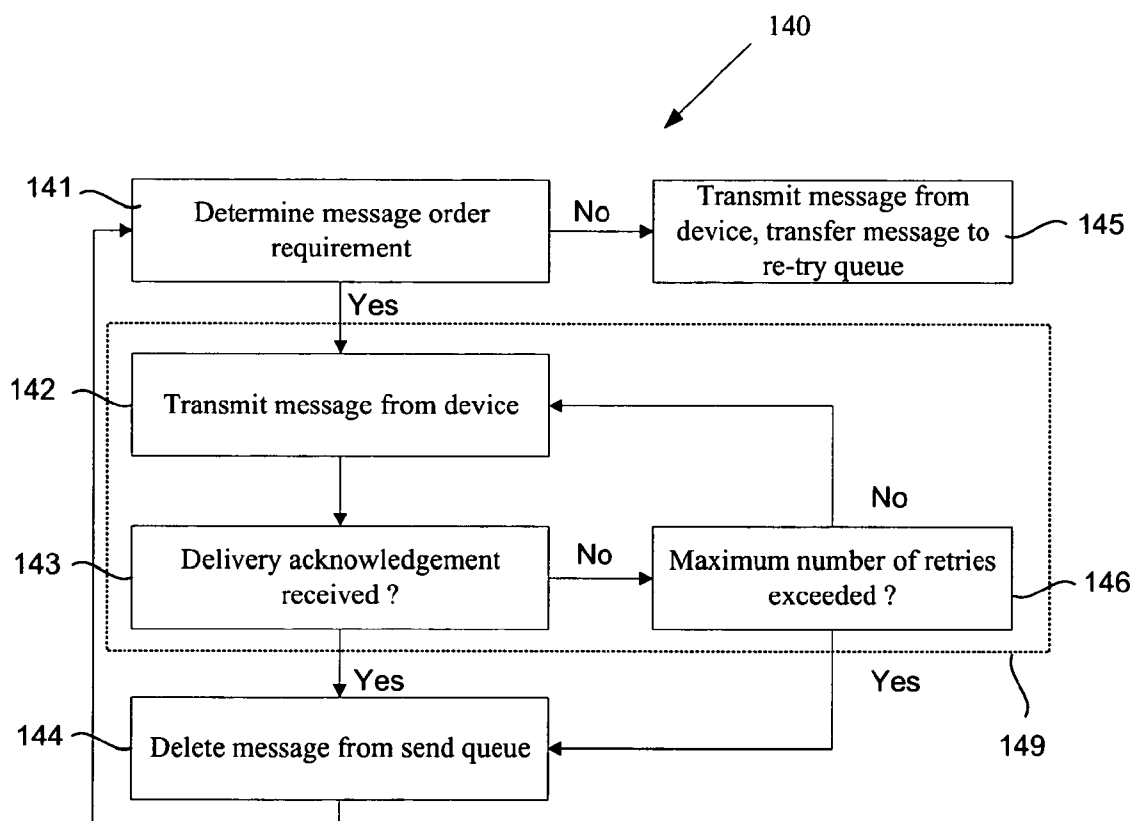 140
141
Determine message order
requirement
No
Transmit message from
device, transfer message to
re-try queue
145
Yes
142
Transmit message from device
No
143
Delivery acknowledgement
received ?
No
Maximum number of retries
exceeded ?
146
Yes
Yes
149
144
Delete message from send queue